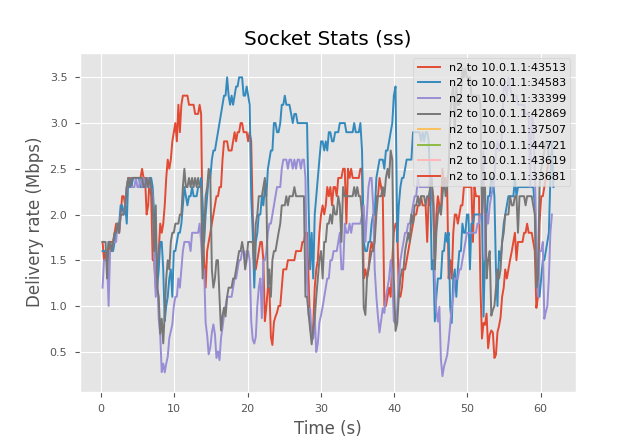 Socket Stats (ss)
n2 to 10.0.1.1:43513
n2 to 10.0.1.1:34583
n2 to 10.0.1.1:33399
n2 to 10.0.1.1:42869
n2 to 10.0.1.1:37507
n2 to 10.0.1.1:44721
n2 to 10.0.1.1:43619
n2 to 10.0.1.1:33681
Delivery rate (Mbps)
3.5
3.0
2.5
2.0
1.5
1.0
0.5
0 10 20 30 40 50 60
Time (s)